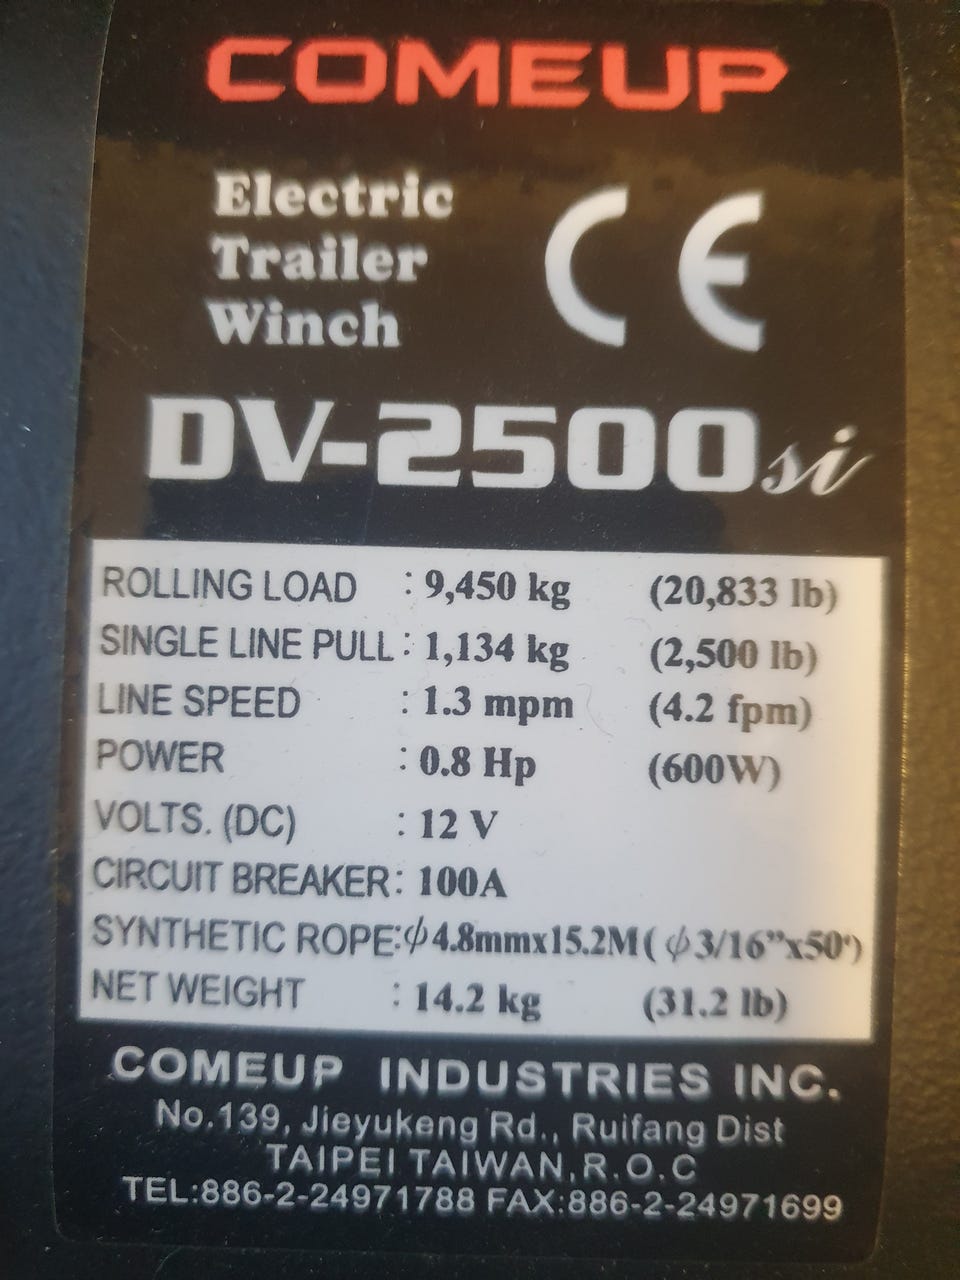 COMEUP
Electric
Trailer
Winch
CE
DV-2500si
ROLLING LOAD : 9,450 kg (20,833 lb)
SINGLE LINE PULL : 1,134 kg (2,500 lb)
LINE SPEED : 1.3 mpm (4.2 fpm)
POWER : 0.8 Hp (600W)
VOLTS. (DC) : 12 V
CIRCUIT BREAKER : 100A
SYNTHETIC ROPE:ϕ4.8mmx15.2M ( ϕ3/16”x50')
NET WEIGHT : 14.2 kg (31.2 lb)
COMEUP INDUSTRIES INC.
No.139, Jieyukeng Rd., Ruifang Dist
TAIPEI TAIWAN,R.O.C
TEL:886-2-24971788 FAX:886-2-24971699